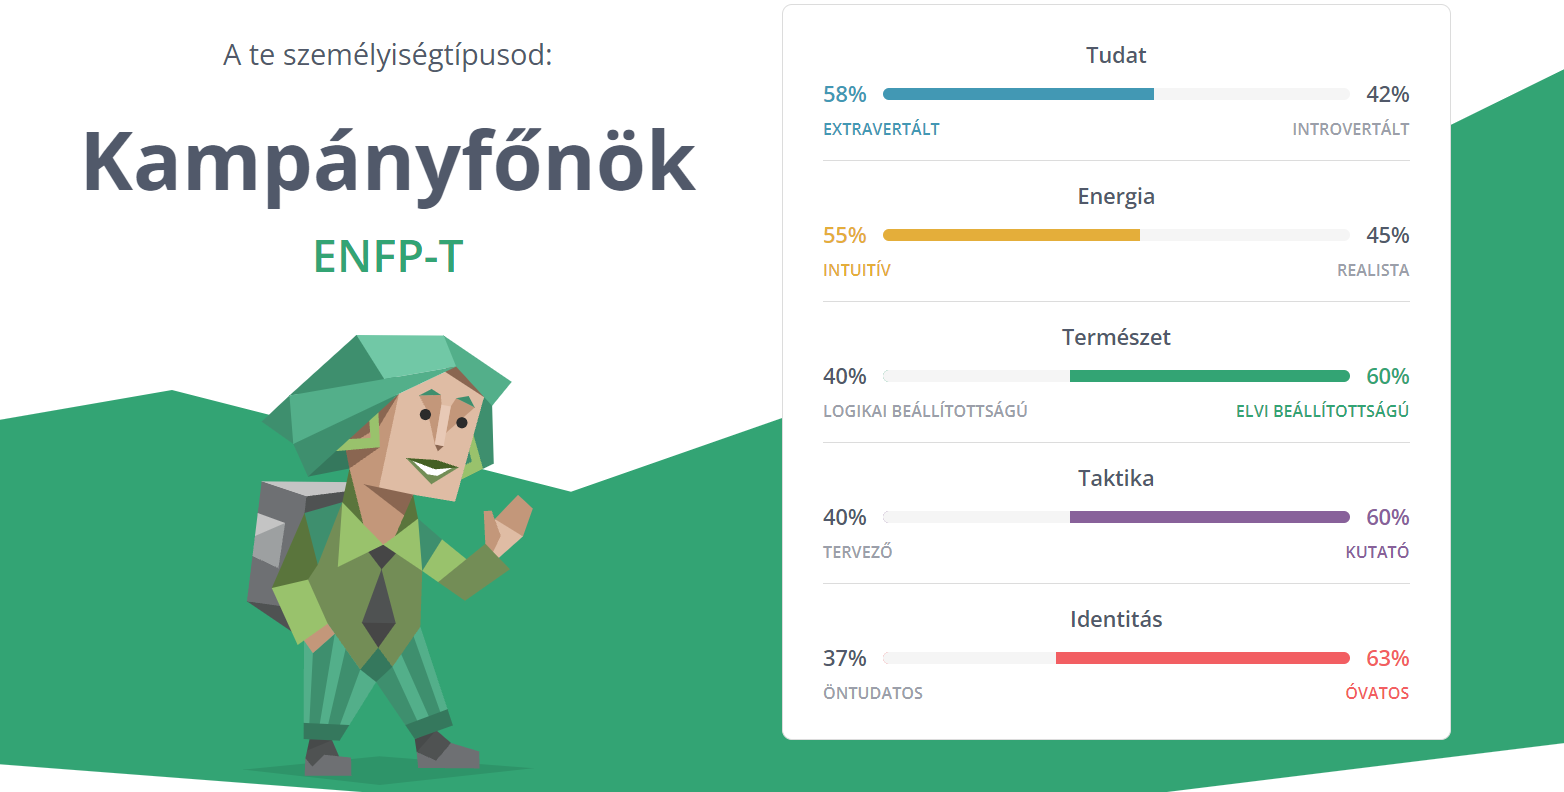 A te személyiségtípusod:
Kampányfőnök
ENFP-T
Tudat
58% 42%
EXTRAVERTÁLT INTROVERTÁLT
Energia
55% 45%
INTUITÍV REALISTA
Természet
40% 60%
LOGIKAI BEÁLLÍTOTTSÁGÚ ELVI BEÁLLÍTOTTSÁGÚ
Taktika
40% 60%
TERVEZŐ KUTATÓ
Identitás
37% 63%
ÖNTUDATOS ÓVATOS